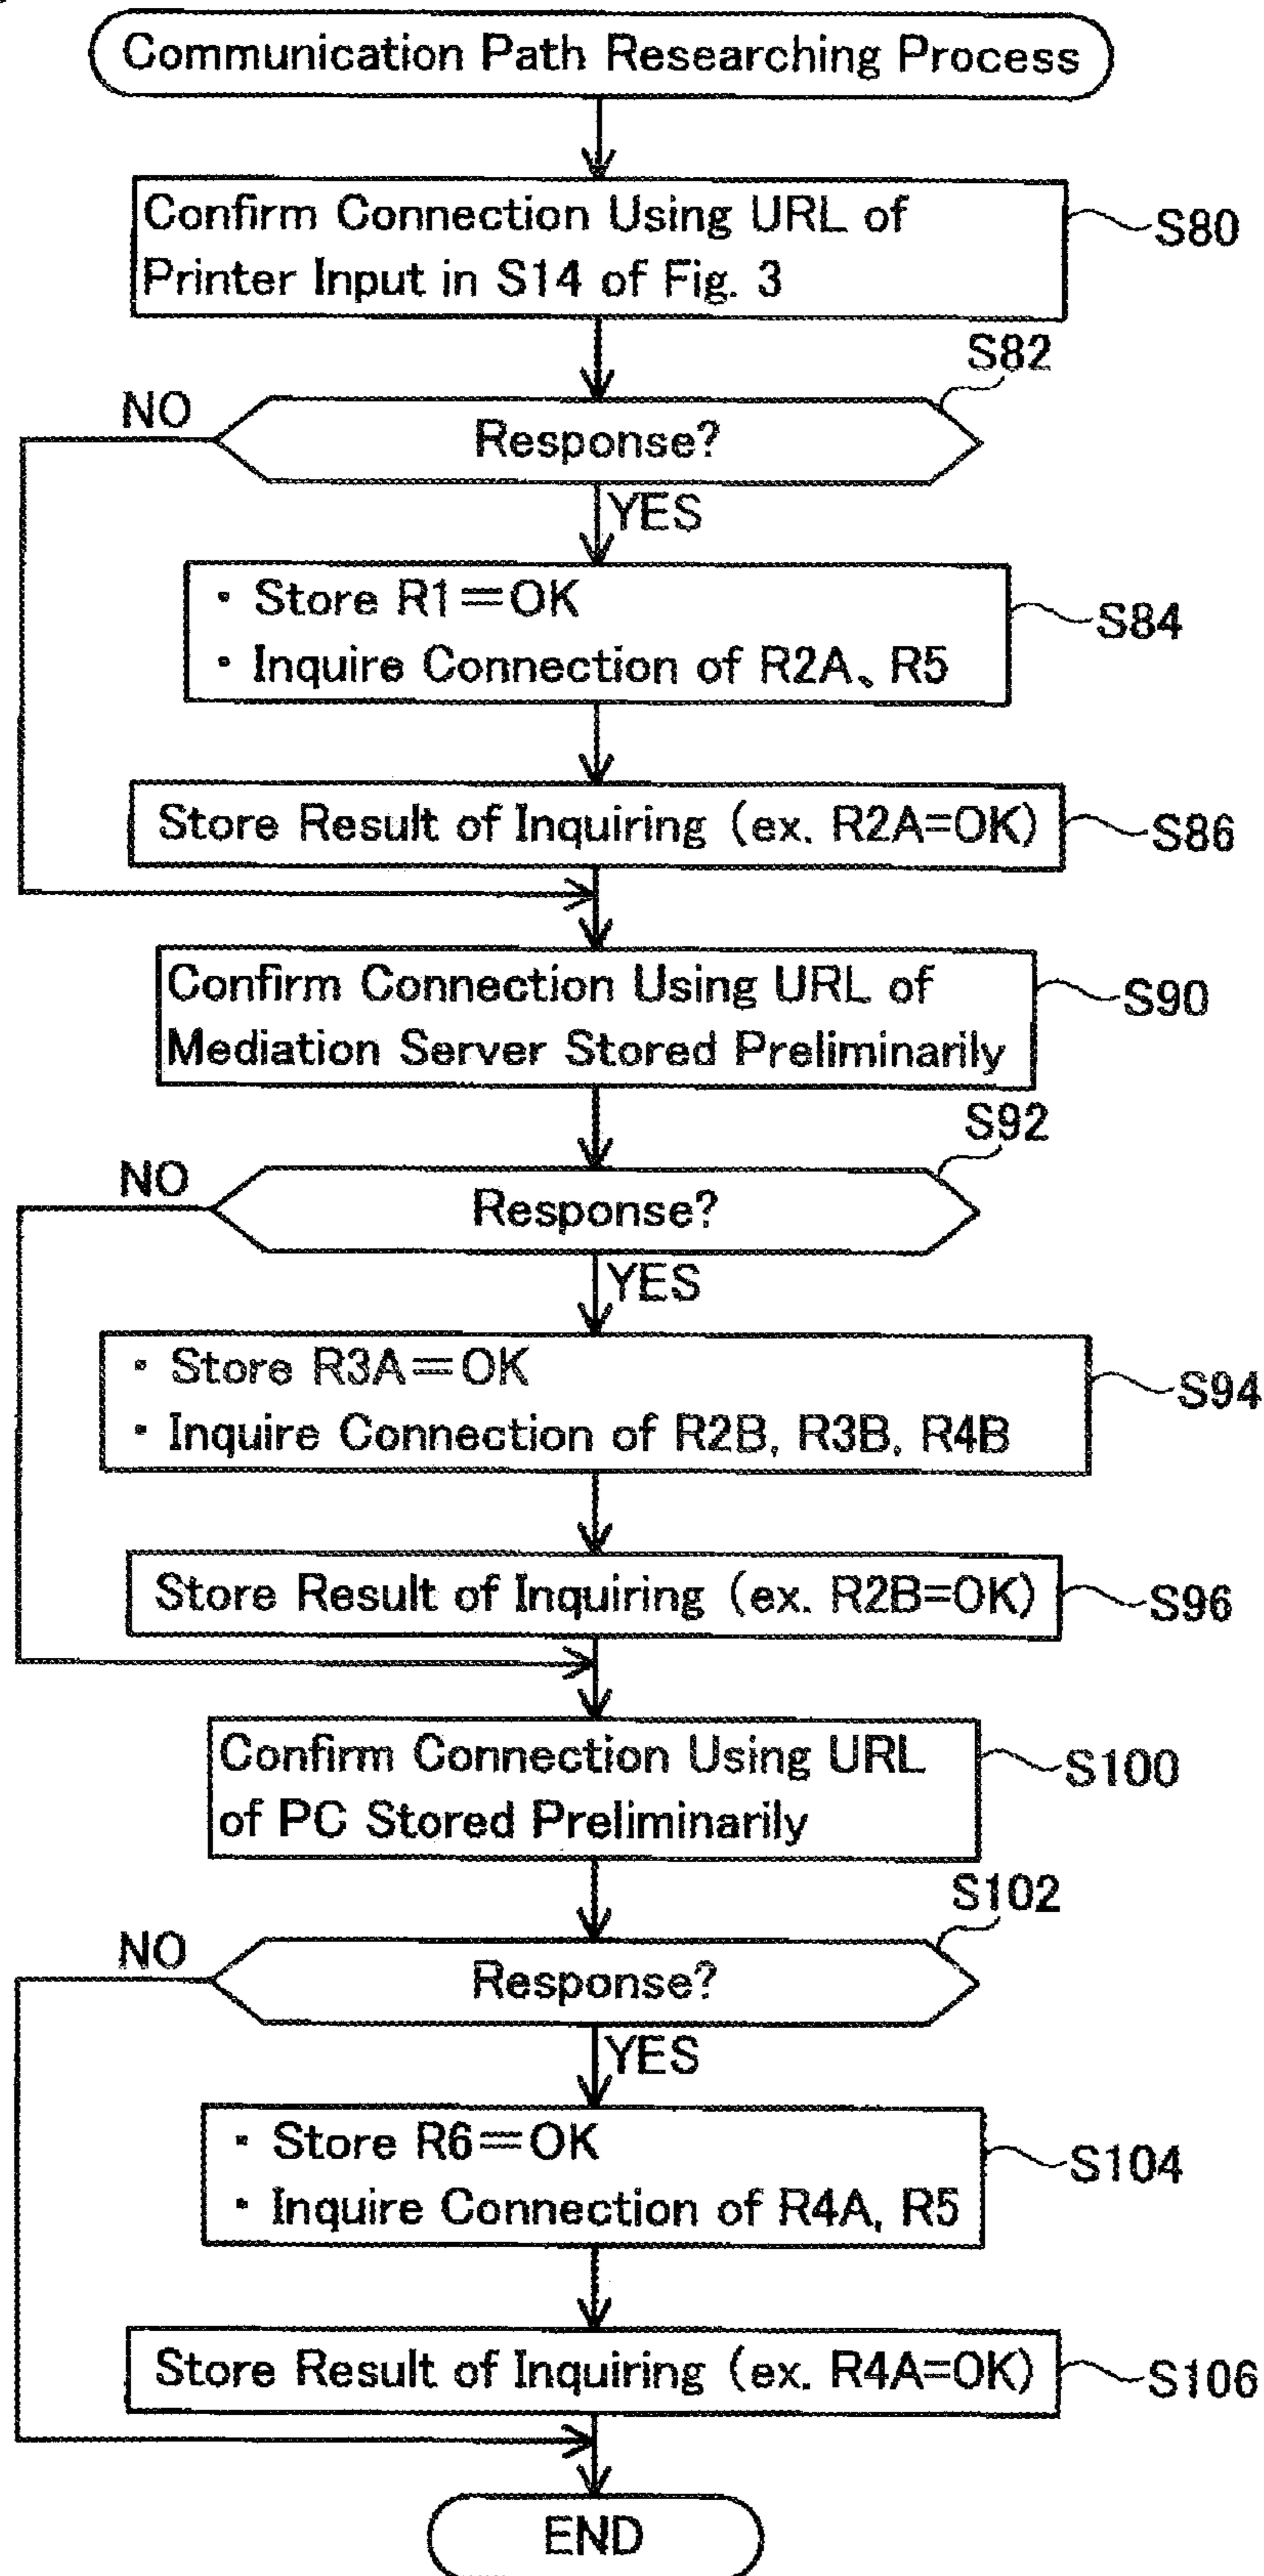 Communication Path Researching Process
Confirm Connection Using URL of
Printer Input in S14 of Fig. 3
S80
S82
NO
Response?
YES
・ Store R1=OK
・ Inquire Connection of R2A、R5
S84
Store Result of Inquiring (ex. R2A=OK)
S86
Confirm Connection Using URL of
Mediation Server Stored Preliminarily
S90
S92
NO
Response?
YES
・ Store R3A=OK
・ Inquire Connection of R2B, R3B, R4B
S94
Store Result of Inquiring (ex. R2B=OK)
S96
Confirm Connection Using URL
of PC Stored Preliminarily
S100
S102
NO
Response?
YES
・ Store R6=OK
・ Inquire Connection of R4A, R5
S104
Store Result of Inquiring (ex. R4A=OK)
S106
END